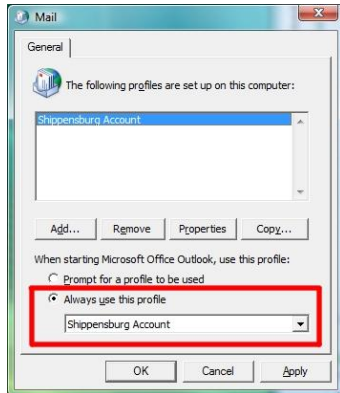 Mail
General
The following profiles are set up on this computer:
Shippensburg Account
Add... Remove Properties Copy...
When starting Microsoft Office Outlook, use this profile:
Prompt for a profile to be used
Always use this profile
Shippensburg Account
OK Cancel Apply